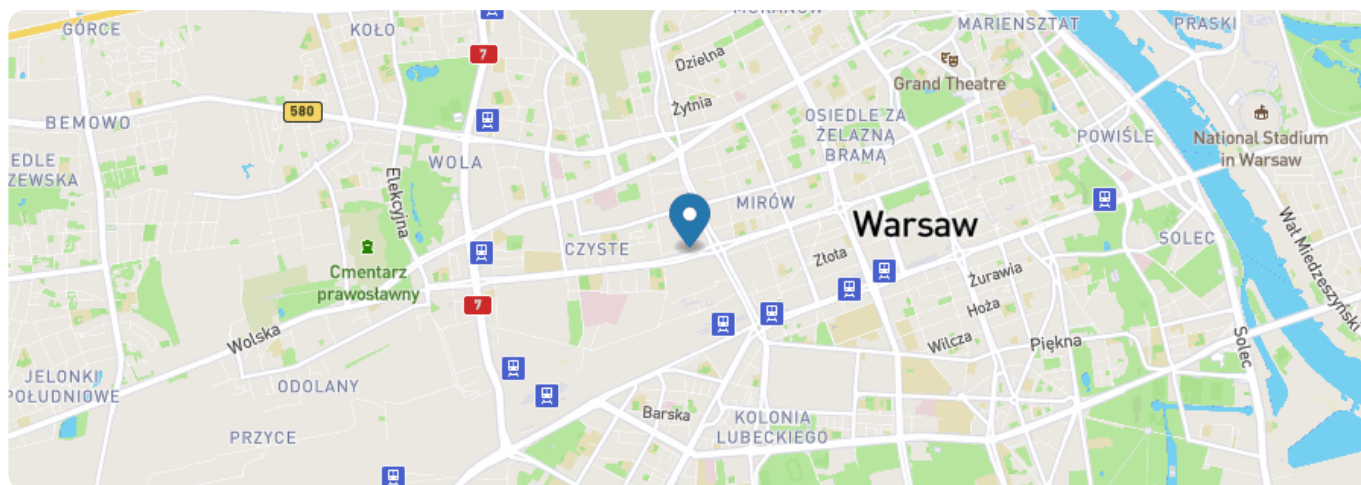 GÓRCE
KOŁO
MURANÓW
MARIENSZTAT
PRASKI
7
Dzielna
Grand Theatre
580
Żytnia
BEMOWO
OSIEDLE ZA
ŻELAZNĄ
BRAMĄ
POWIŚLE
National Stadium
in Warsaw
EDLE
ZEWSKA
WOLA
Elekcyjna
MIRÓW
Warsaw
CZYSTE
Złota
SOLEC
Wał Miedzeszyński
Cmentarz
prawosławny
Żurawia
7
Hoża
Wolska
Wilcza
Piękna
Solec
JELONKI
POŁUDNIOWE
ODOLANY
Barska
KOLONIA
LUBECKIEGO
PRZYCE